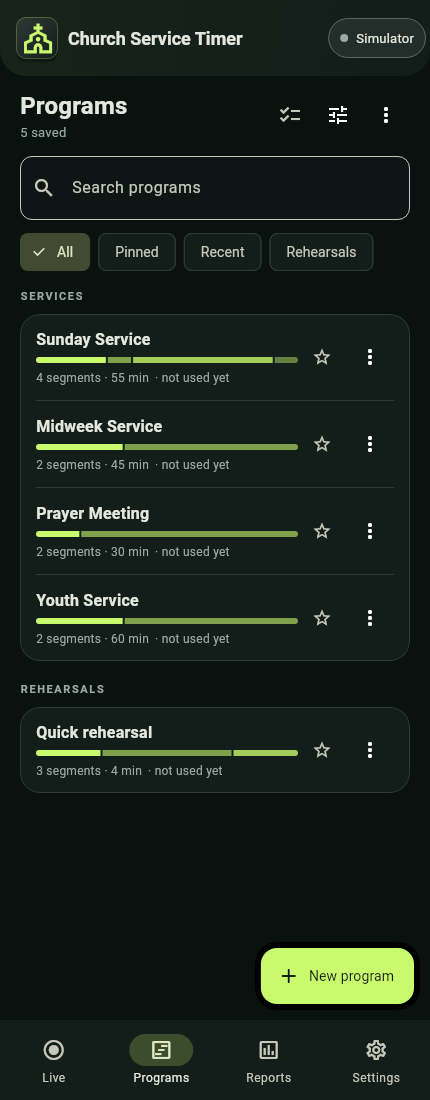 Church Service Timer
Simulator
Programs
5 saved
Search programs
All
Pinned
Recent
Rehearsals
SERVICES
Sunday Service
4 segments · 55 min · not used yet
Midweek Service
2 segments · 45 min · not used yet
Prayer Meeting
2 segments · 30 min · not used yet
Youth Service
2 segments · 60 min · not used yet
REHEARSALS
Quick rehearsal
3 segments · 4 min · not used yet
New program
Live
Programs
Reports
Settings